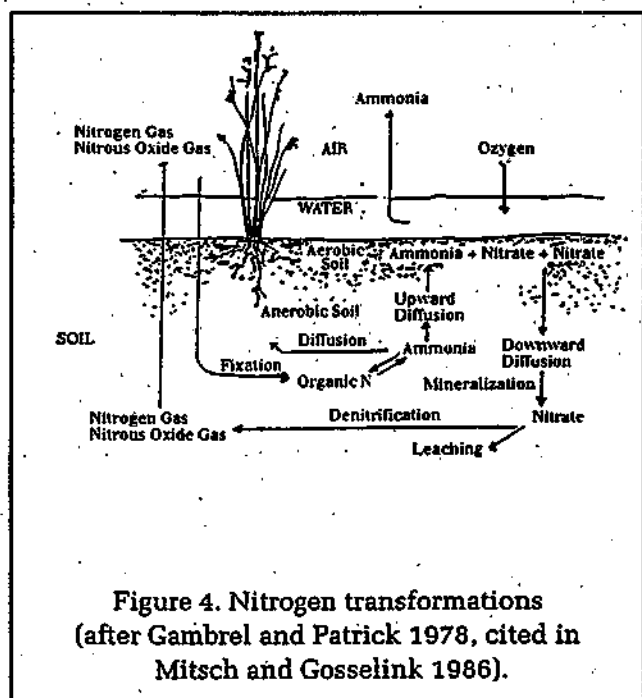 Ammonia
Nitrogen Gas
Nitrous Oxide Gas
AIR
Ozygen
WATER
Aerobic
Soil
Ammonia + Nitrate + Nitrate
Anerobic Soil
Upward
Diffusion
SOIL
Diffusion
Ammonia
Downward
Diffusion
Fixation
Organic N
Mineralization
Nitrogen Gas
Nitrous Oxide Gas
Denitrification
Nitrate
Leaching
Figure 4. Nitrogen transformations
(after Gambrel and Patrick 1978, cited in
Mitsch and Gosselink 1986).